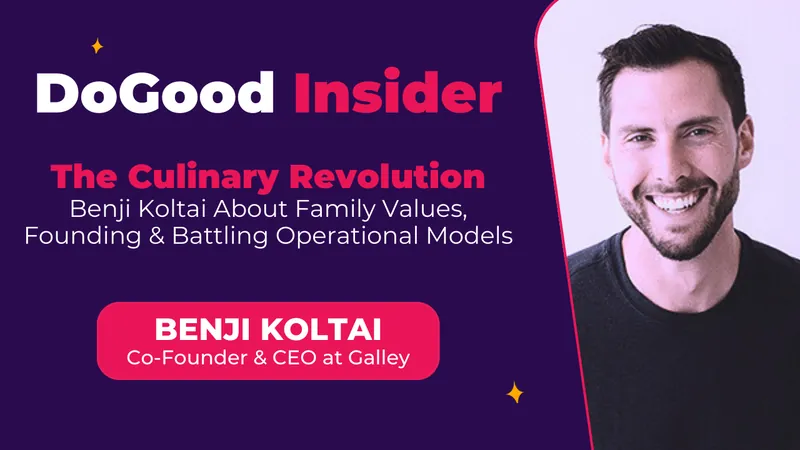 DoGood Insider
The Culinary Revolution
Benji Koltai About Family Values,
Founding & Battling Operational Models
BENJI KOLTAI
Co-Founder & CEO at Galley